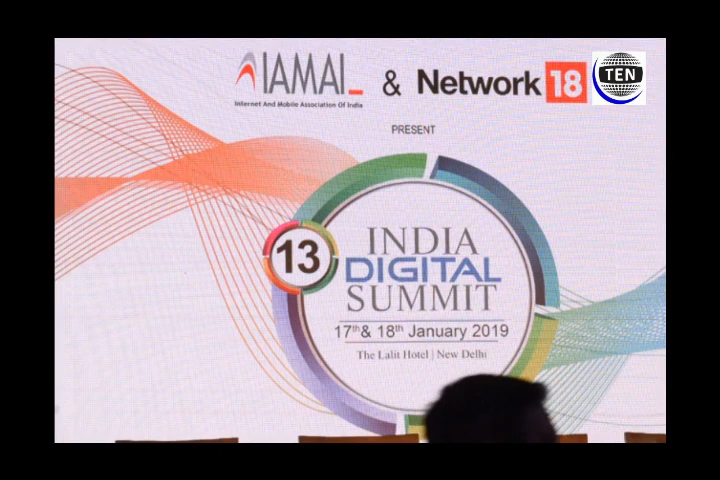 IAMAI & Network 18 TEN
Internet And Mobile Association Of India
PRESENT
13
INDIA
DIGITAL
SUMMIT
17th & 18th January 2019
The Lalit Hotel | New Delhi